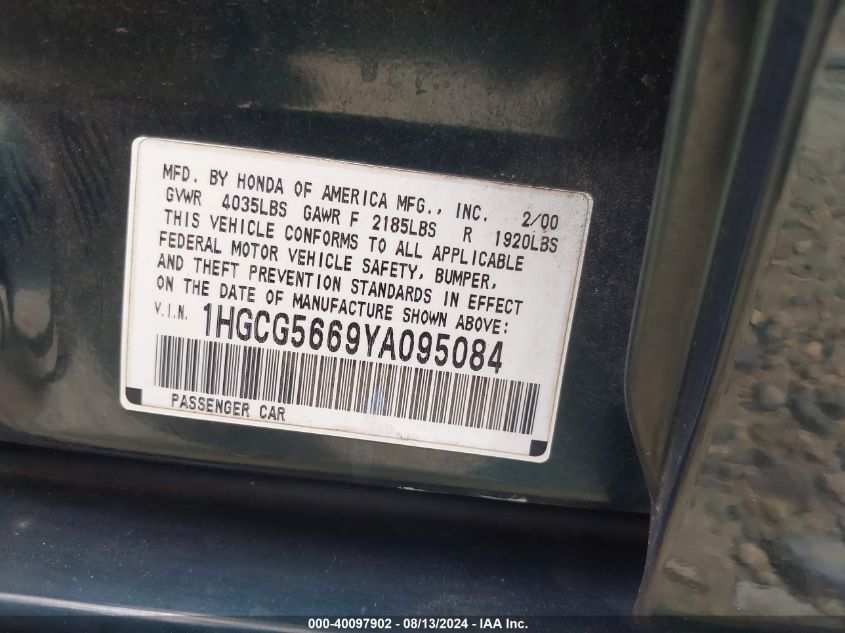 MFD. BY HONDA OF AMERICA MFG., INC. 2/00
GVWR 4035LBS GAWR F 2185LBS R 1920LBS
THIS VEHICLE CONFORMS TO ALL APPLICABLE
FEDERAL MOTOR VEHICLE SAFETY, BUMPER,
AND THEFT PREVENTION STANDARDS IN EFFECT
ON THE DATE OF MANUFACTURE SHOWN ABOVE:
V.I.N. 1HGCG5669YA095084
PASSENGER CAR
000-40097902 - 08/13/2024 - IAA Inc.